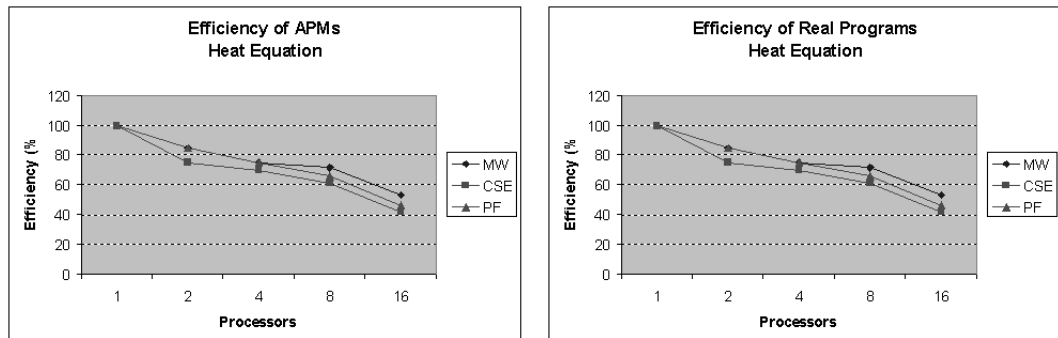 Efficiency of APMs
Heat Equation
120
100
80
60
40
20
0
Efficiency (%
1 2 4 8 16
Processors
MW
CSE
PF
Efficiency of Real Programs
Heat Equation
120
100
80
60
40
20
0
Efficiency (%
1 2 4 8 16
Processors
MW
CSE
PF